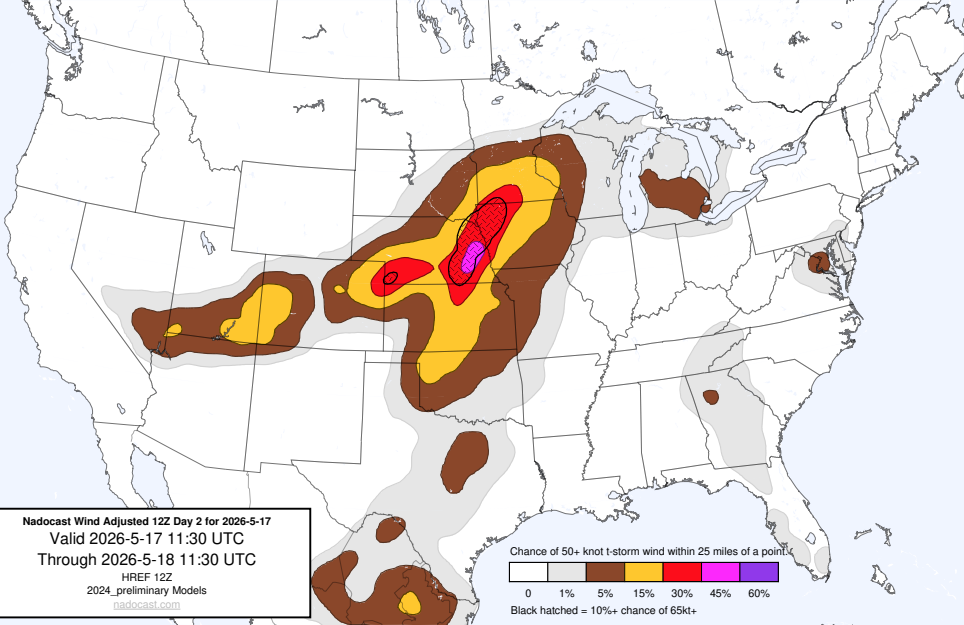 Nadocast Wind Adjusted 12Z Day 2 for 2026-5-17
Valid 2026-5-17 11:30 UTC
Through 2026-5-18 11:30 UTC
HREF 12Z
2024_preliminary Models
nadocast.com
Chance of 50+ knot t-storm wind within 25 miles of a point.
0 1% 5% 15% 30% 45% 60%
Black hatched = 10%+ chance of 65kt+